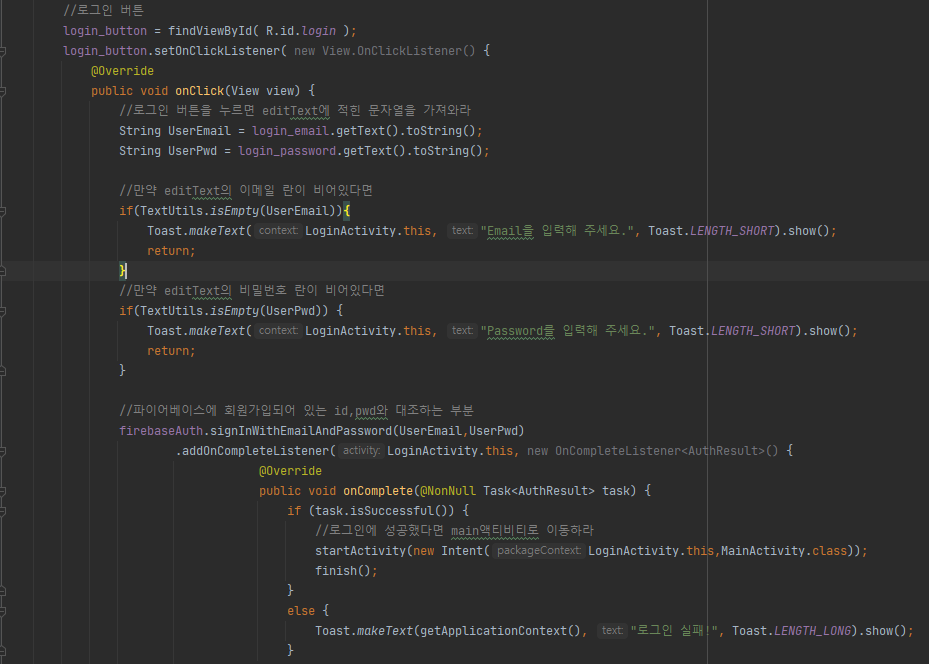 //로그인 버튼
login_button = findViewById( R.id.login );
login_button.setOnClickListener( new View.OnClickListener() {
@Override
public void onClick(View view) {
//로그인 버튼을 누르면 editText에 적힌 문자열을 가져와라
String UserEmail = login_email.getText().toString();
String UserPwd = login_password.getText().toString();
//만약 editText의 이메일 란이 비어있다면
if(TextUtils.isEmpty(UserEmail)){
Toast.makeText( context: LoginActivity.this, text: "Email을 입력해 주세요.", Toast.LENGTH_SHORT).show();
return;
}
//만약 editText의 비밀번호 란이 비어있다면
if(TextUtils.isEmpty(UserPwd)) {
Toast.makeText( context: LoginActivity.this, text: "Password를 입력해 주세요.", Toast.LENGTH_SHORT).show();
return;
}
//파이어베이스에 회원가입되어 있는 id,pwd와 대조하는 부분
firebaseAuth.signInWithEmailAndPassword(UserEmail,UserPwd)
.addOnCompleteListener( activity: LoginActivity.this, new OnCompleteListener<AuthResult>() {
@Override
public void onComplete(@NonNull Task<AuthResult> task) {
if (task.isSuccessful()) {
//로그인에 성공했다면 main액티비티로 이동하라
startActivity(new Intent( packageContext: LoginActivity.this,MainActivity.class));
finish();
}
else {
Toast.makeText(getApplicationContext(), text: "로그인 실패!", Toast.LENGTH_LONG).show();
}